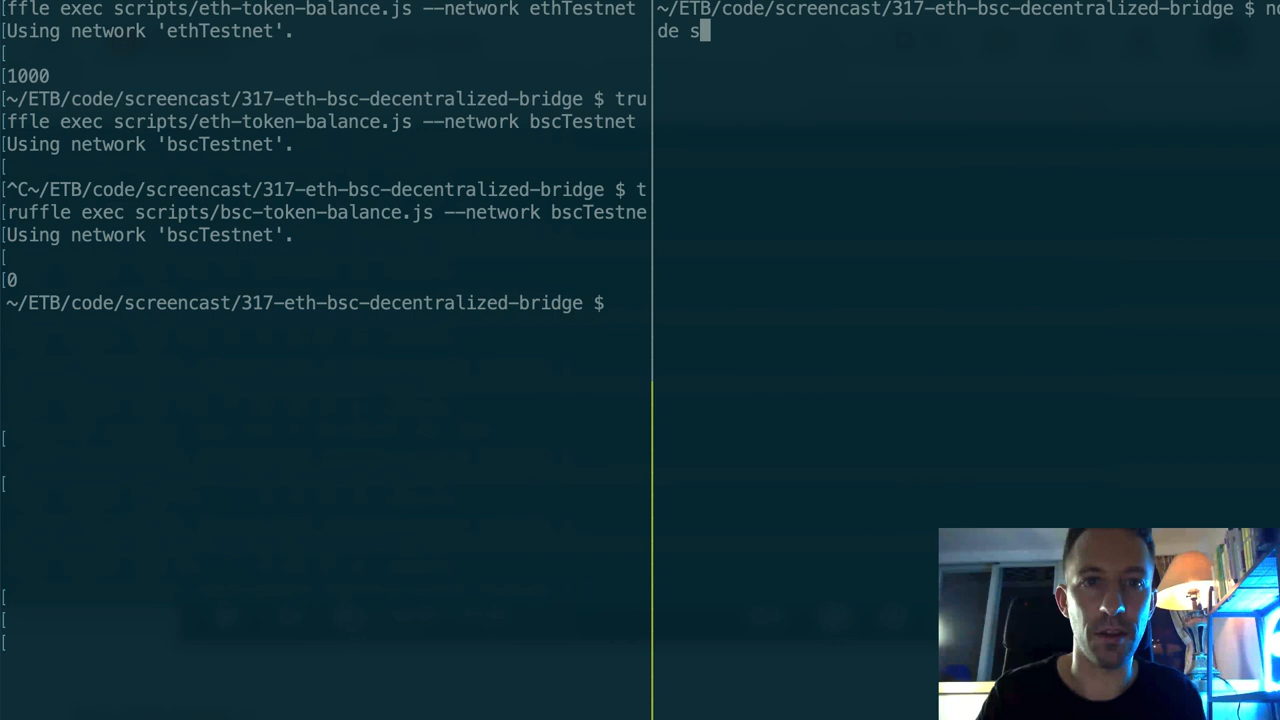 [ffle exec scripts/eth-token-balance.js --network ethTestnet
[Using network 'ethTestnet'.
[
[1000
[~/ETB/code/screencast/317-eth-bsc-decentralized-bridge $ tru
[ffle exec scripts/eth-token-balance.js --network bscTestnet
[Using network 'bscTestnet'.
[
[^C~/ETB/code/screencast/317-eth-bsc-decentralized-bridge $ t
[ruffle exec scripts/bsc-token-balance.js --network bscTestne
[Using network 'bscTestnet'.
[
[0
~/ETB/code/screencast/317-eth-bsc-decentralized-bridge $
[
[
[
[
[
~/ETB/code/screencast/317-eth-bsc-decentralized-bridge $ no
de s